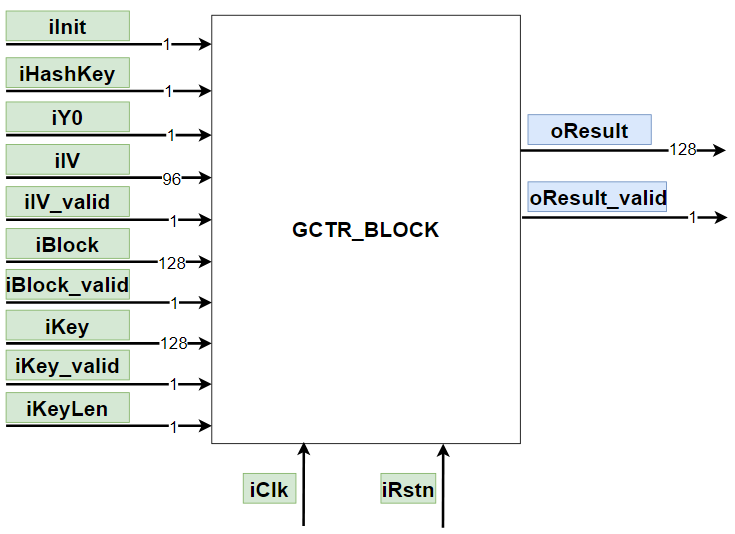 iInit
1
iHashKey
1
iY0
1
iIV
96
iIV_valid
1
iBlock
128
iBlock_valid
1
iKey
128
iKey_valid
1
iKeyLen
1
GCTR_BLOCK
oResult
128
oResult_valid
1
iClk
iRstn